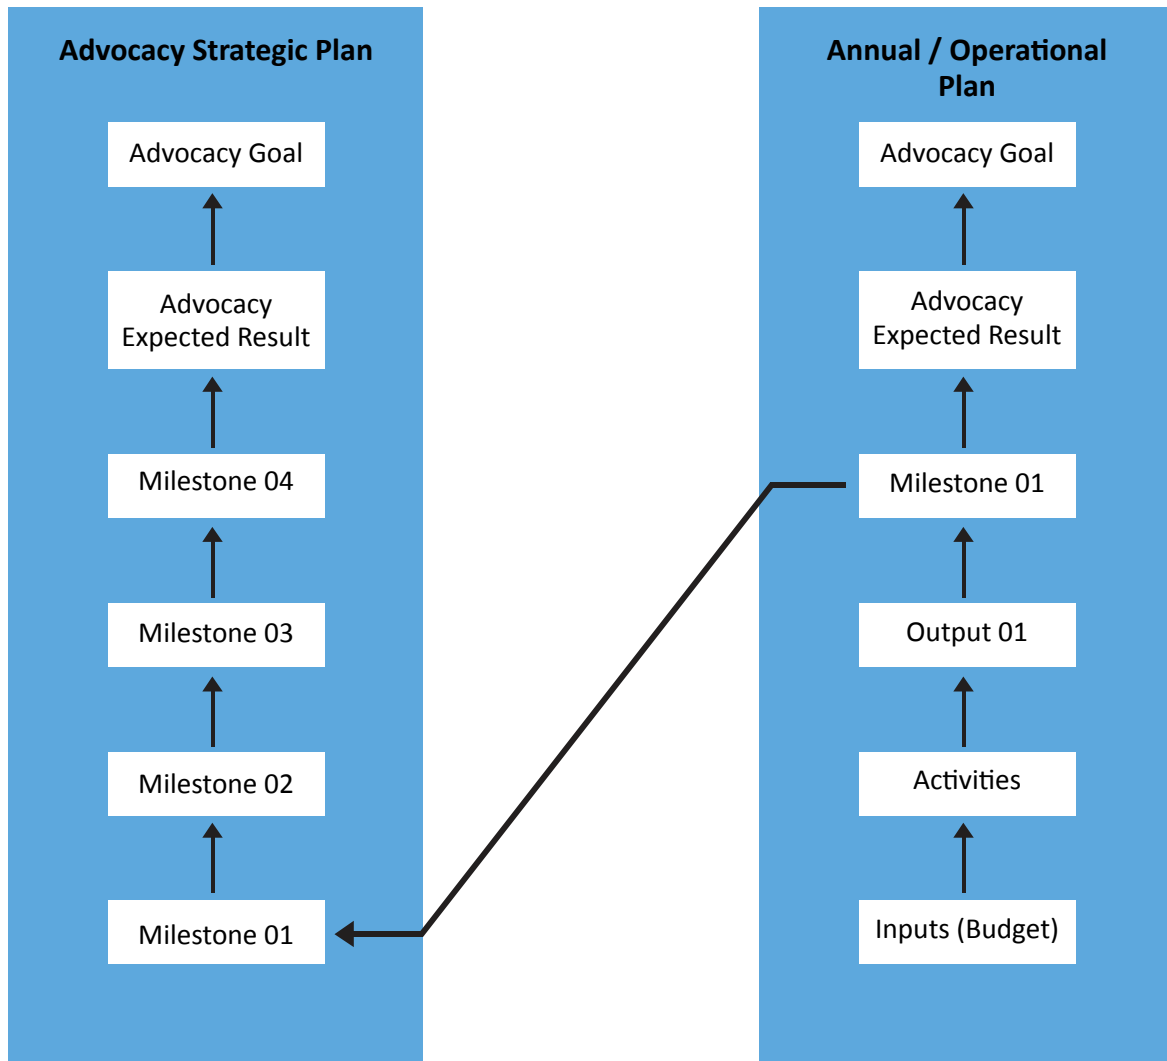 Advocacy Strategic Plan
Advocacy Goal
Advocacy
Expected Result
Milestone 04
Milestone 03
Milestone 02
Milestone 01
Annual / Operational
Plan
Advocacy Goal
Advocacy
Expected Result
Milestone 01
Output 01
Activities
Inputs (Budget)